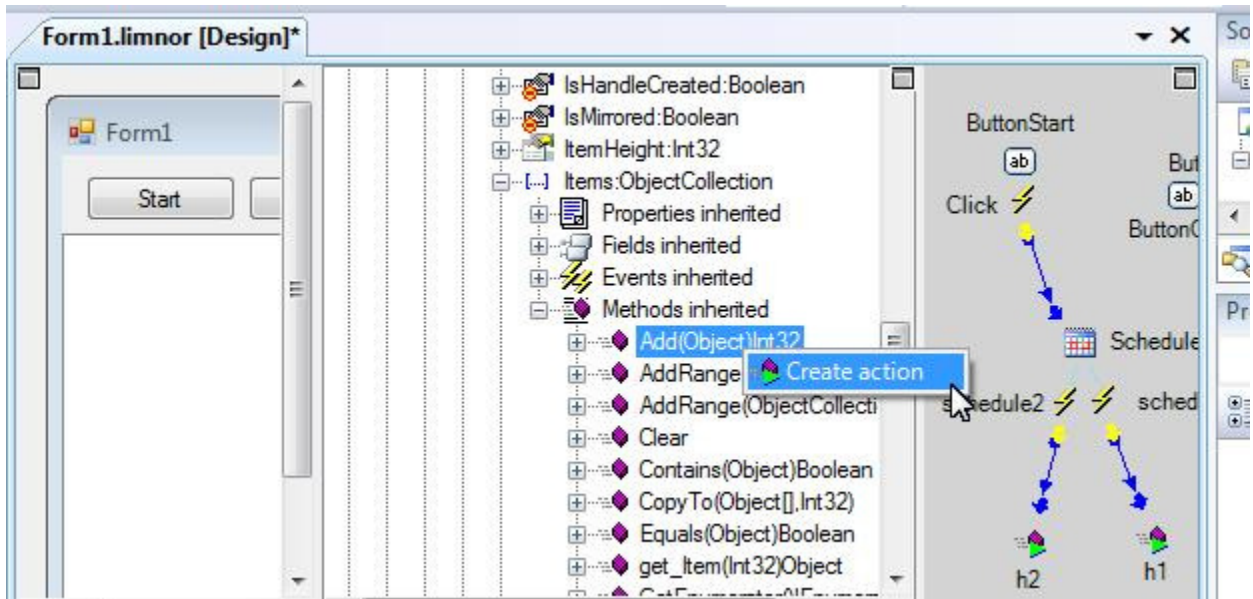 Form1.limnor [Design]*
So
Form1
Start
IsHandleCreated:Boolean
IsMirrored:Boolean
ItemHeight:Int32
Items:ObjectCollection
Properties inherited
Fields inherited
Events inherited
Methods inherited
Add(Object)Int32
AddRange
Create action
AddRange(ObjectCollecti
Clear
Contains(Object)Boolean
CopyTo(Object[],Int32)
Equals(Object)Boolean
get_Item(Int32)Object
ButtonStart
ab
But
Click
ab
ButtonC
Schedule
sched
h2
h1
Pr